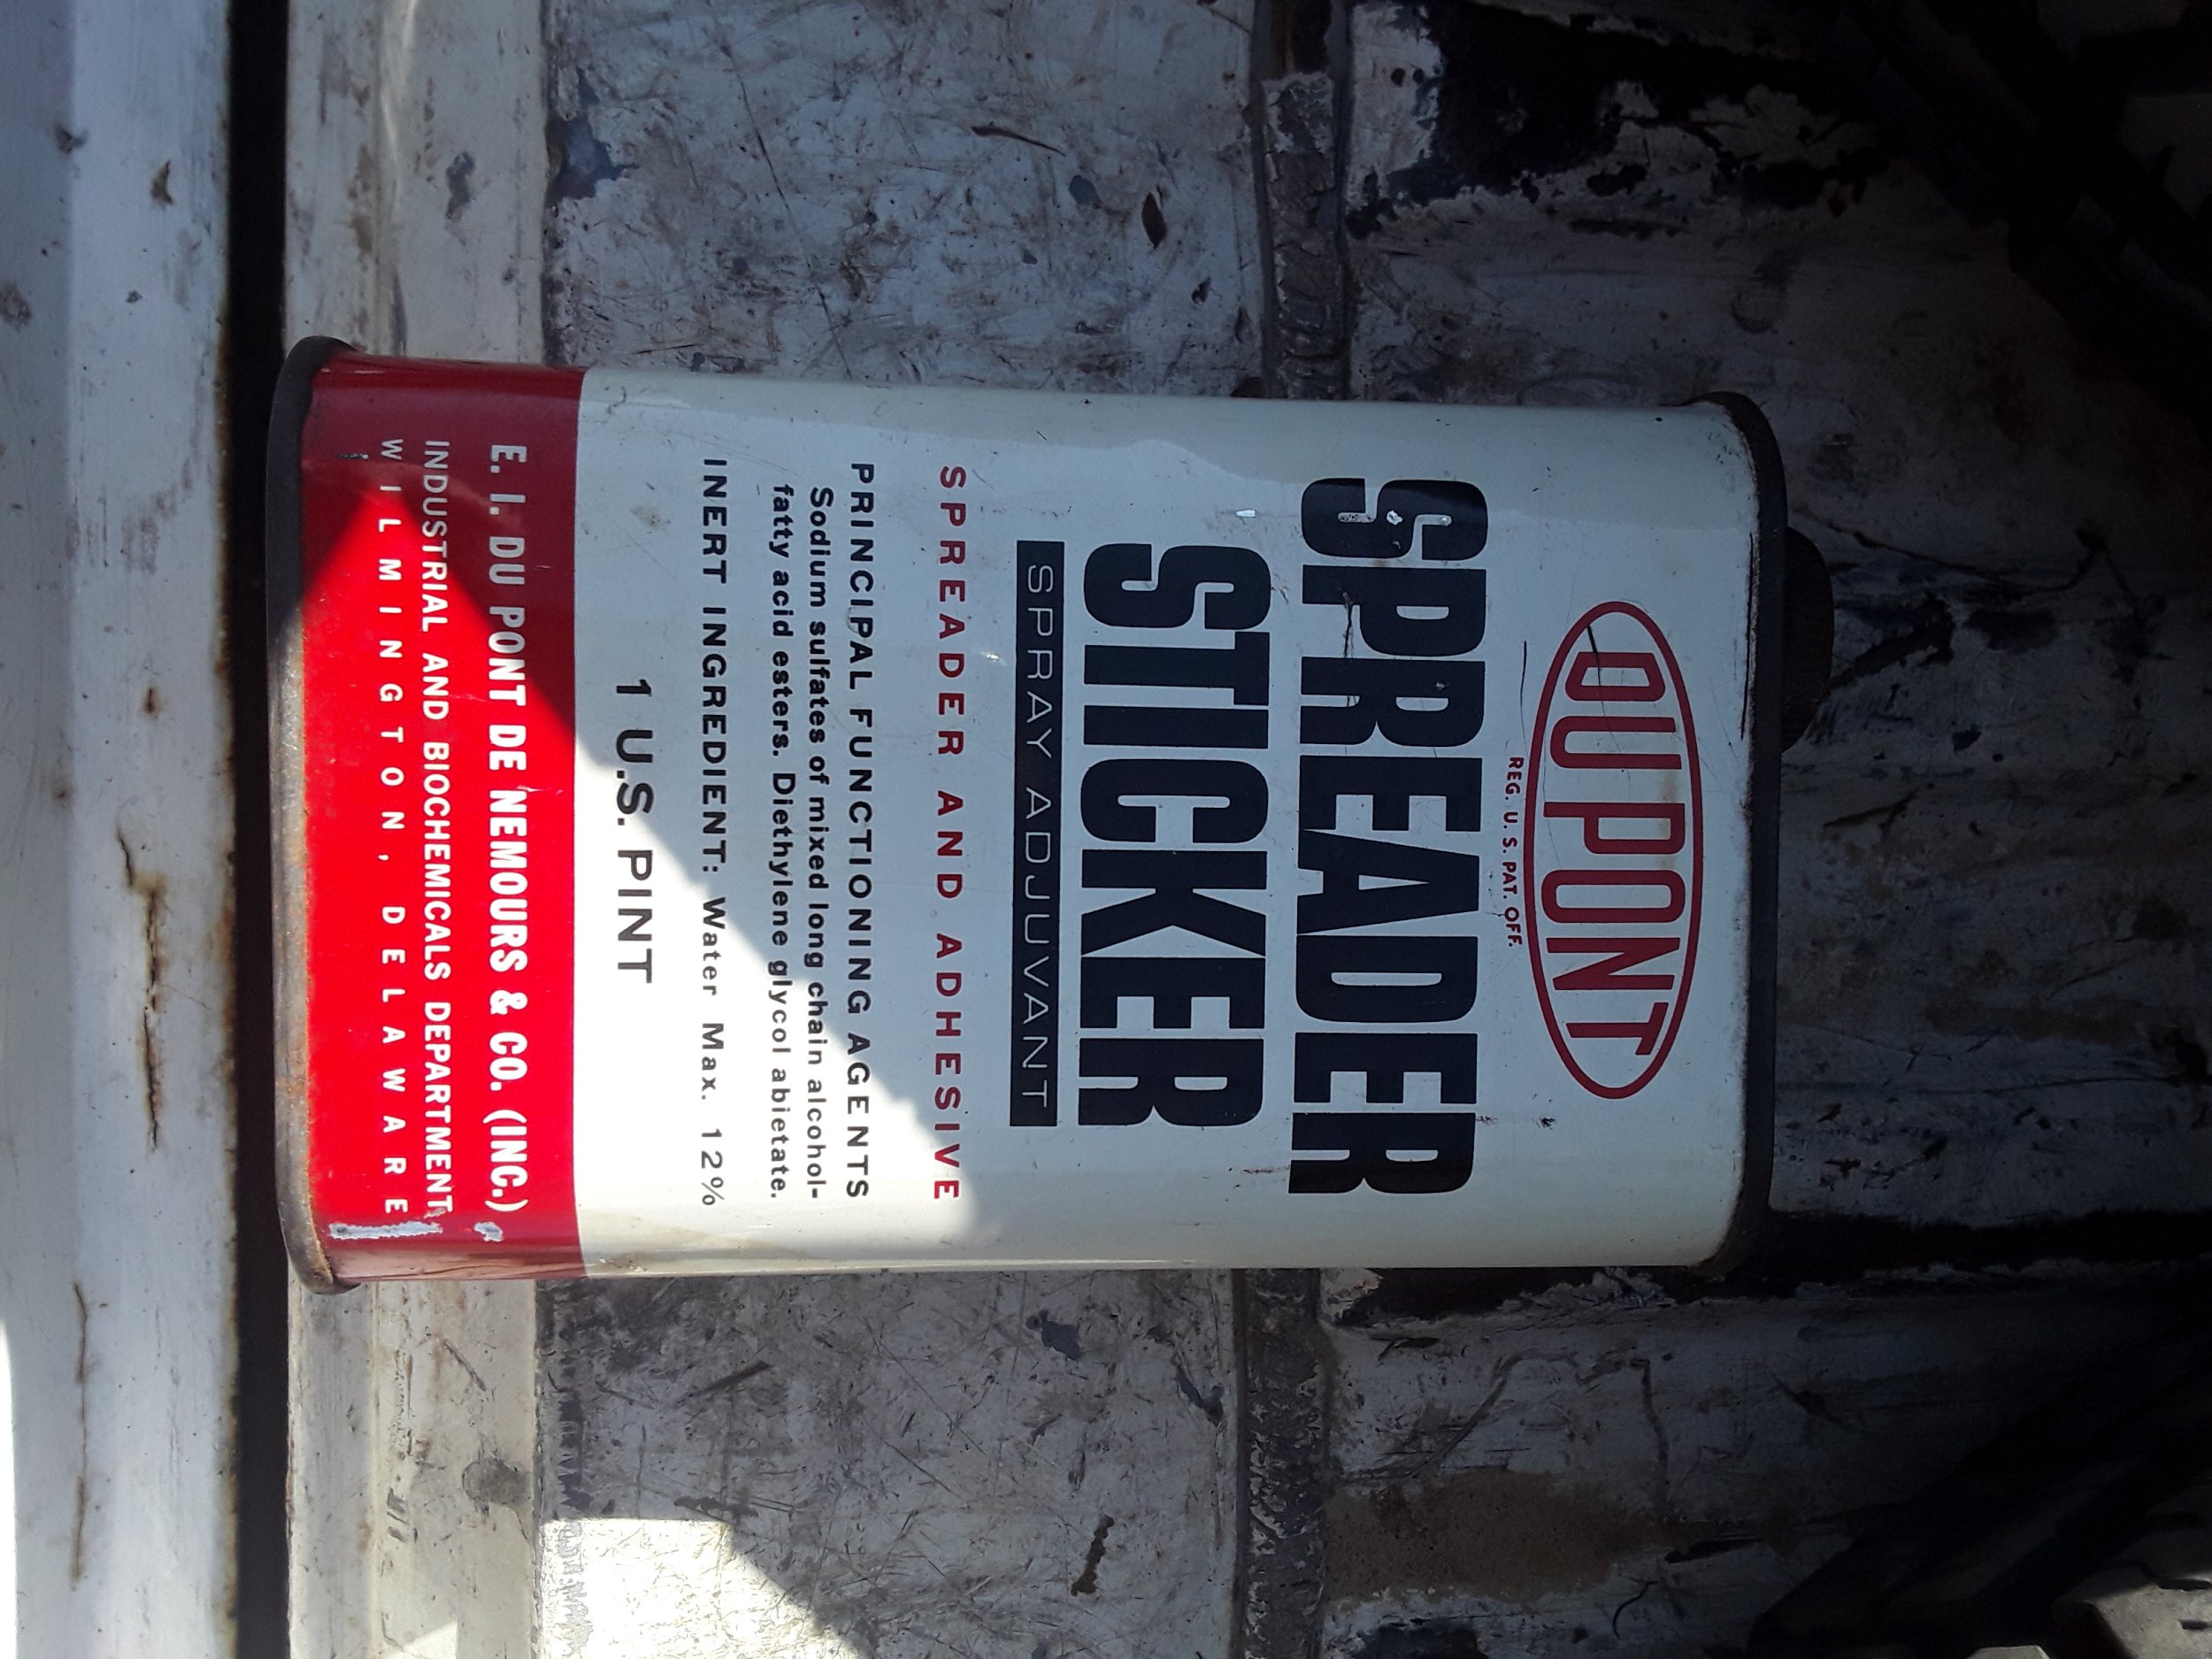 DU PONT
REG. U. S. PAT. OFF.
SPREADER
STICKER
SPRAY ADJUVANT
SPREADER AND ADHESIVE
PRINCIPAL FUNCTIONING AGENTS
Sodium sulfates of mixed long chain alcohol-
fatty acid esters. Diethylene glycol abietate.
INERT INGREDIENT: Water Max. 12%
1 U.S. PINT
E. I. DU PONT DE NEMOURS & CO. (INC.)
INDUSTRIAL AND BIOCHEMICALS DEPARTMENT
WILMINGTON, DELAWARE